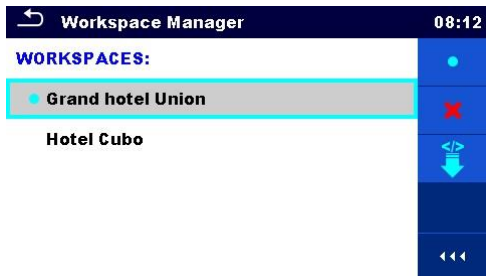 Workspace Manager 08:12
WORKSPACES:
Grand hotel Union
Hotel Cubo
</>